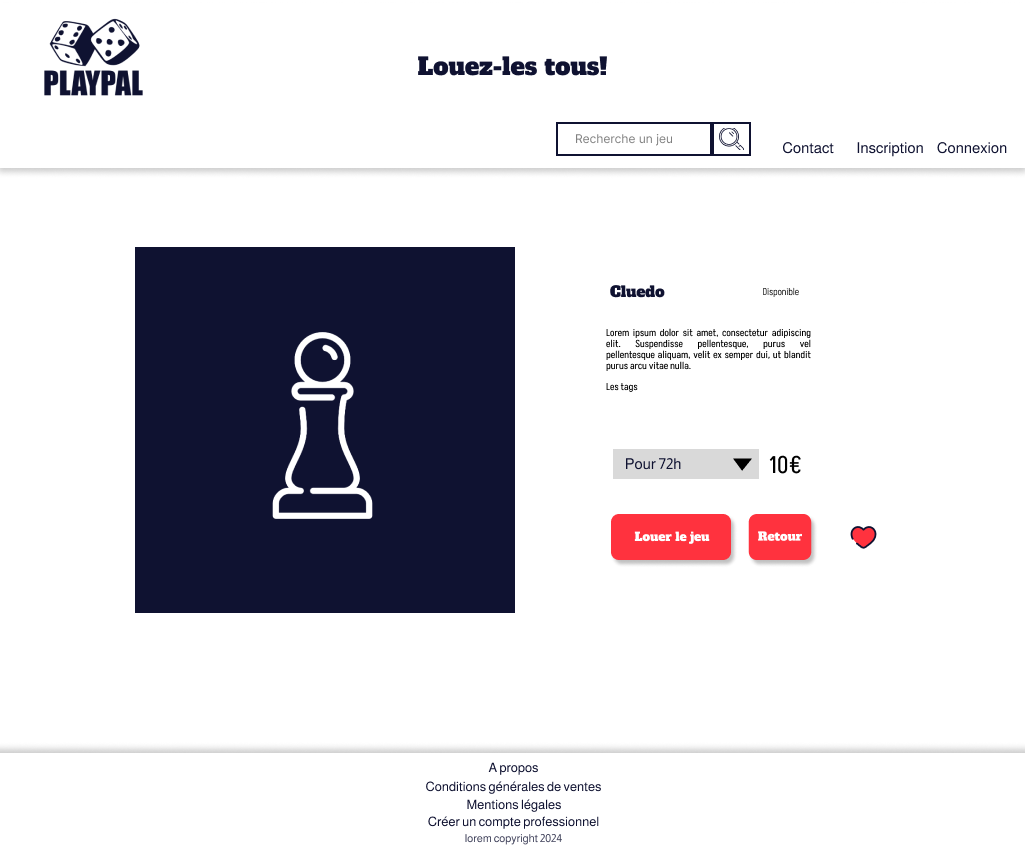 PLAYPAL
Louez-les tous!
Recherche un jeu
Contact Inscription Connexion
Cluedo Disponible
Lorem ipsum dolor sit amet, consectetur adipiscing
elit. Suspendisse pellentesque, purus vel
pellentesque aliquam, velit ex semper dui, ut blandit
purus arcu vitae nulla.
Les tags
Pour 72h 10€
Louer le jeu Retour
A propos
Conditions générales de ventes
Mentions légales
Créer un compte professionnel
lorem copyright 2024